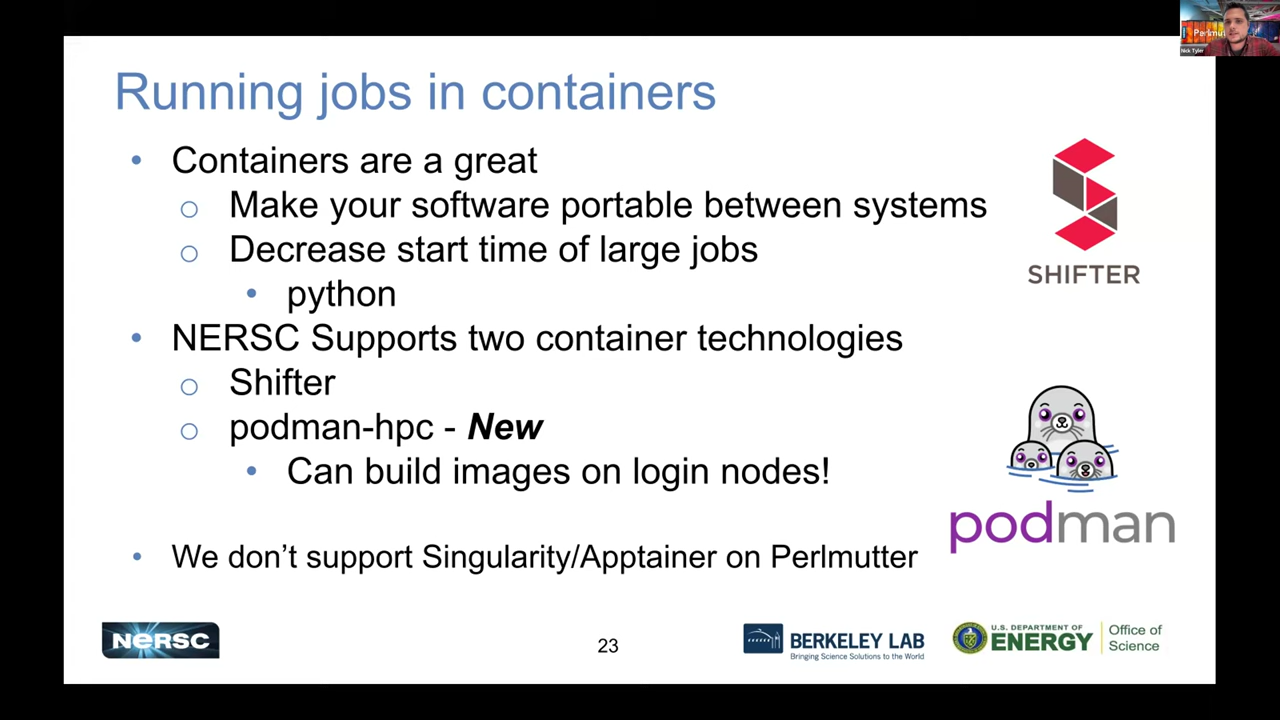 Running jobs in containers
• Containers are a great
○ Make your software portable between systems
○ Decrease start time of large jobs
• python
• NERSC Supports two container technologies
○ Shifter
○ podman-hpc - New
• Can build images on login nodes!
• We don't support Singularity/Apptainer on Perlmutter
SHIFTER
podman
NERSC
23
BERKELEY LAB
Bringing Science Solutions to the World
U.S. DEPARTMENT OF
ENERGY
Office of
Science
Nick Tyler